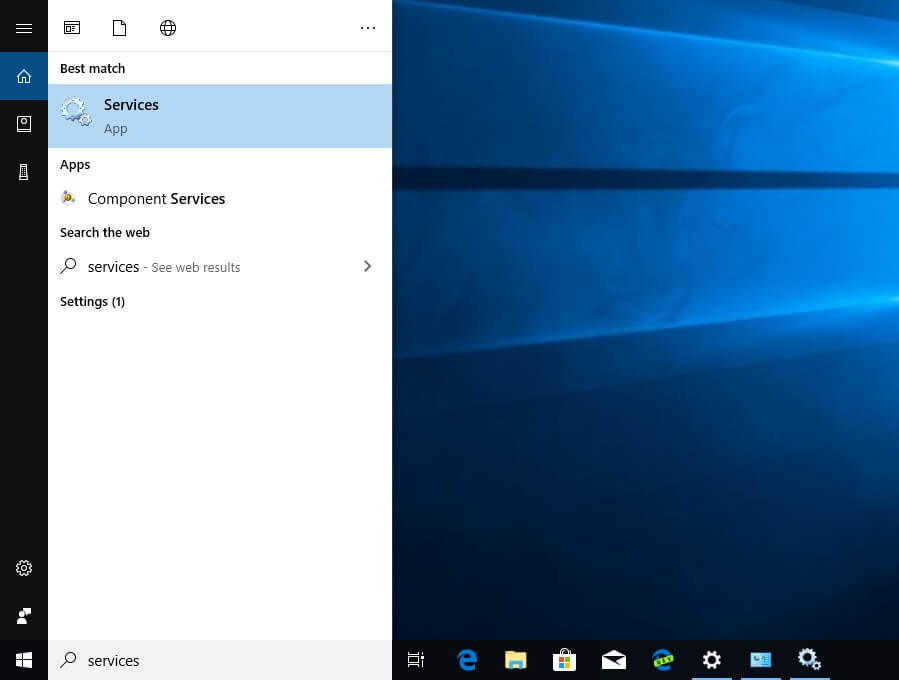 Best match
Services
App
Apps
Component Services
Search the web
services - See web results
Settings (1)
services